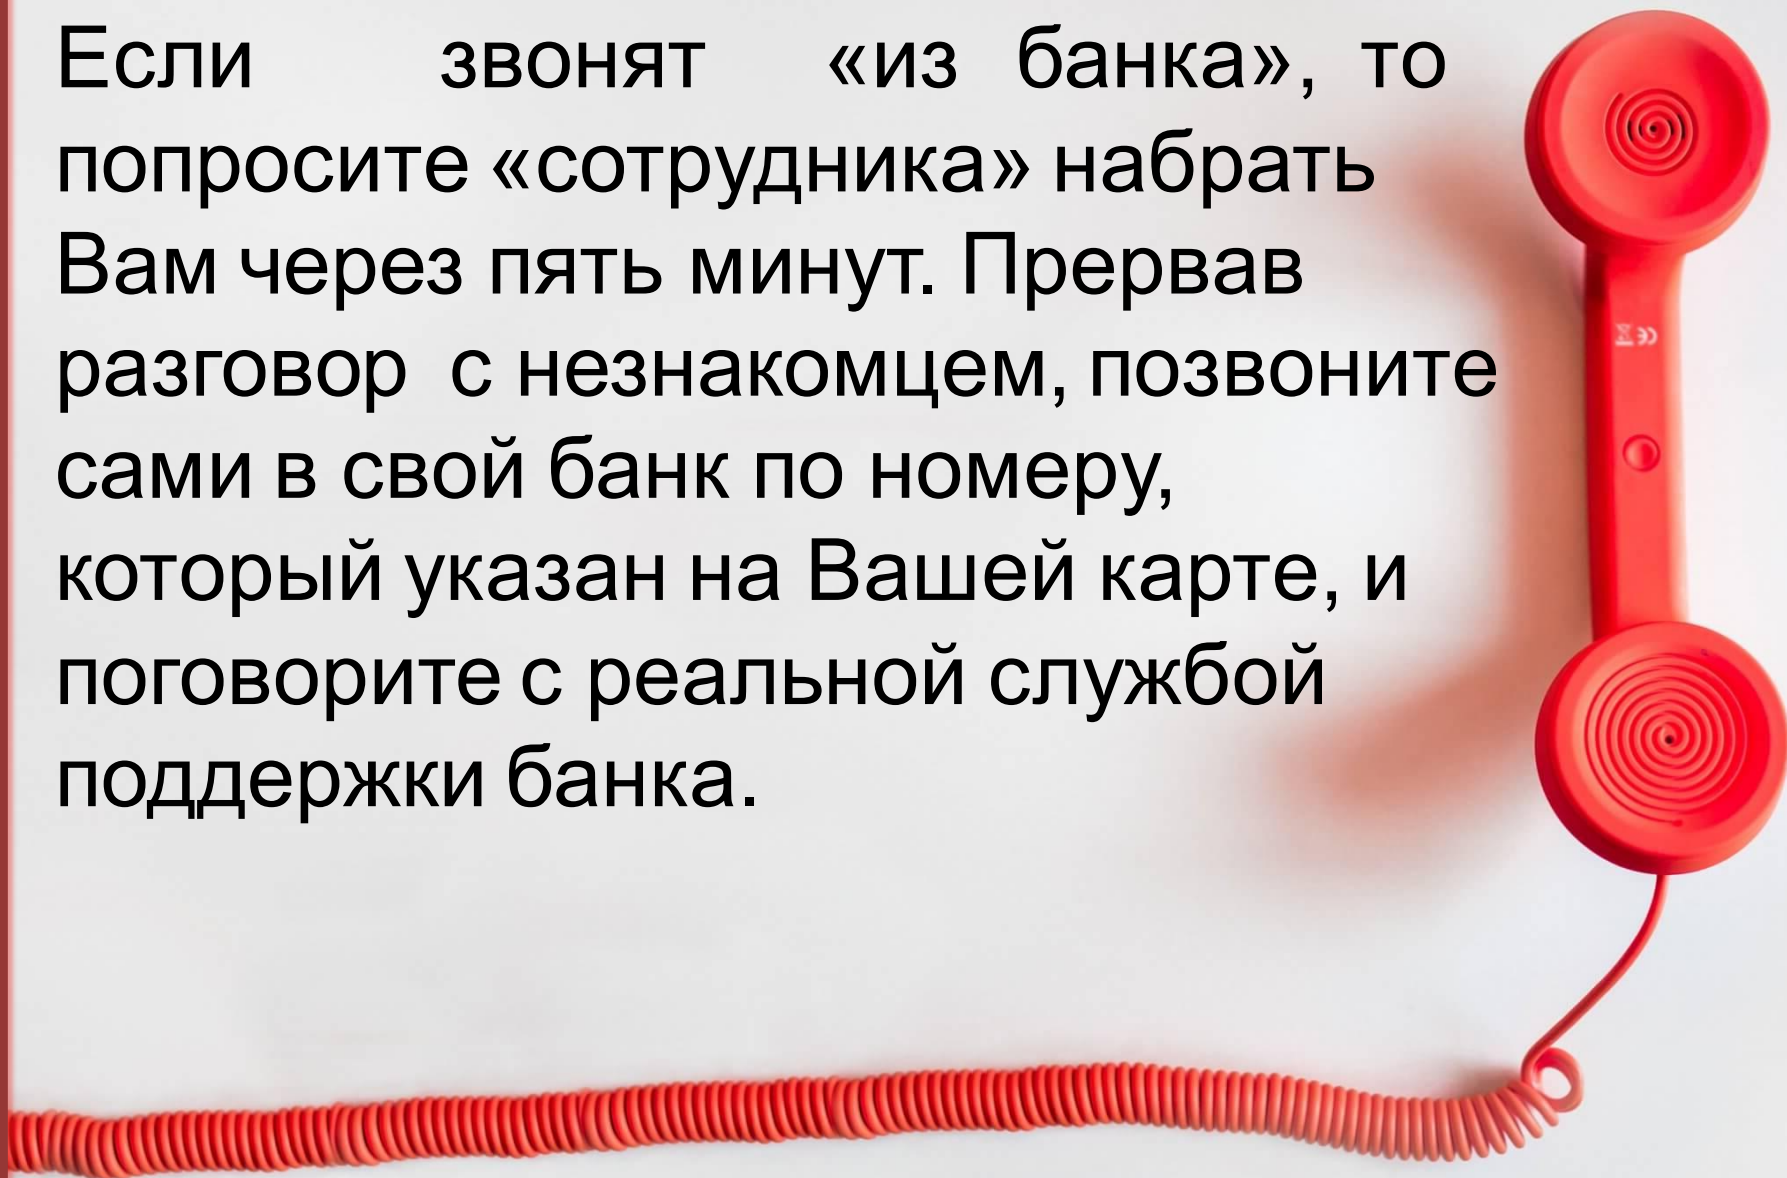 Если звонят «из банка», то
попросите «сотрудника» набрать
Вам через пять минут. Прервав
разговор с незнакомцем, позвоните
сами в свой банк по номеру,
который указан на Вашей карте, и
поговорите с реальной службой
поддержки банка.
CE